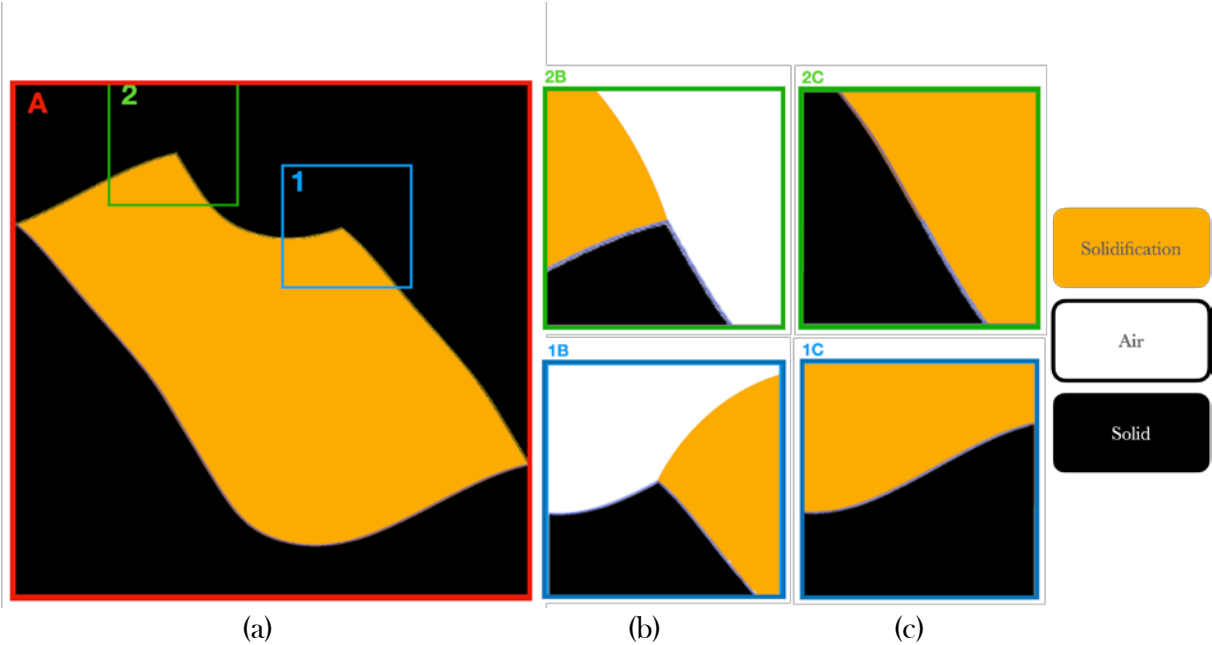 A
2
1
2B
2C
1B
1C
Solidification
Air
Solid
(a)
(b)
(c)